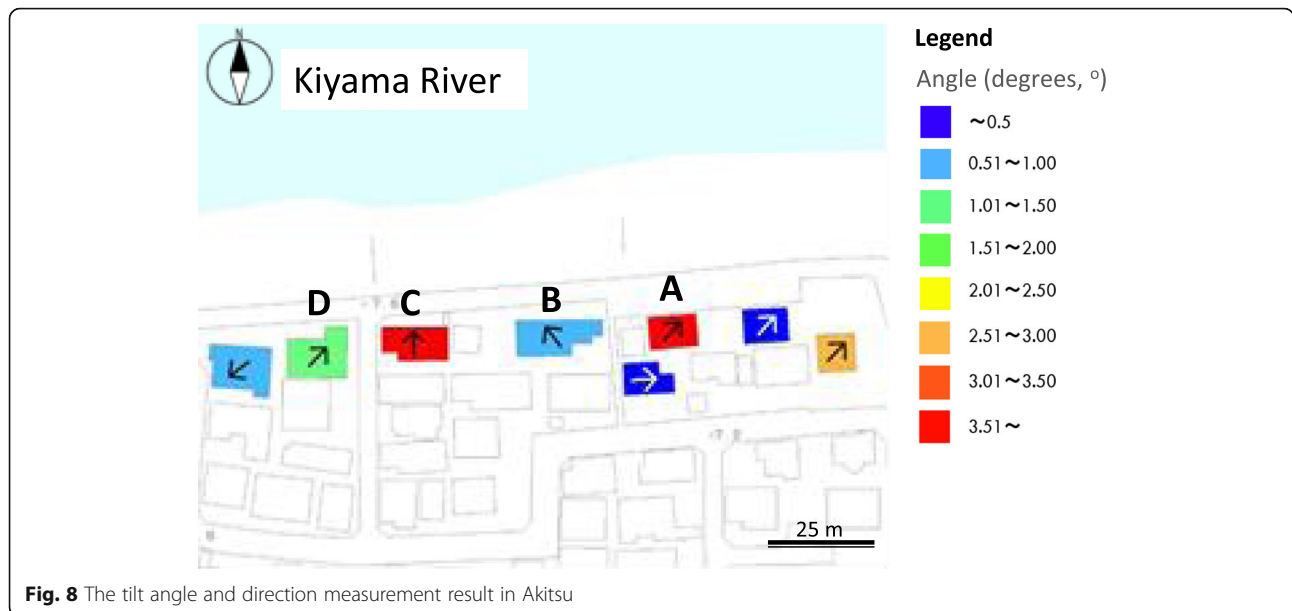 N
Kiyama River
Legend
Angle (degrees, °)
~0.5
0.51~1.00
1.01~1.50
1.51~2.00
2.01~2.50
2.51~3.00
3.01~3.50
3.51~
D
C
B
A
25 m
Fig. 8 The tilt angle and direction measurement result in Akitsu